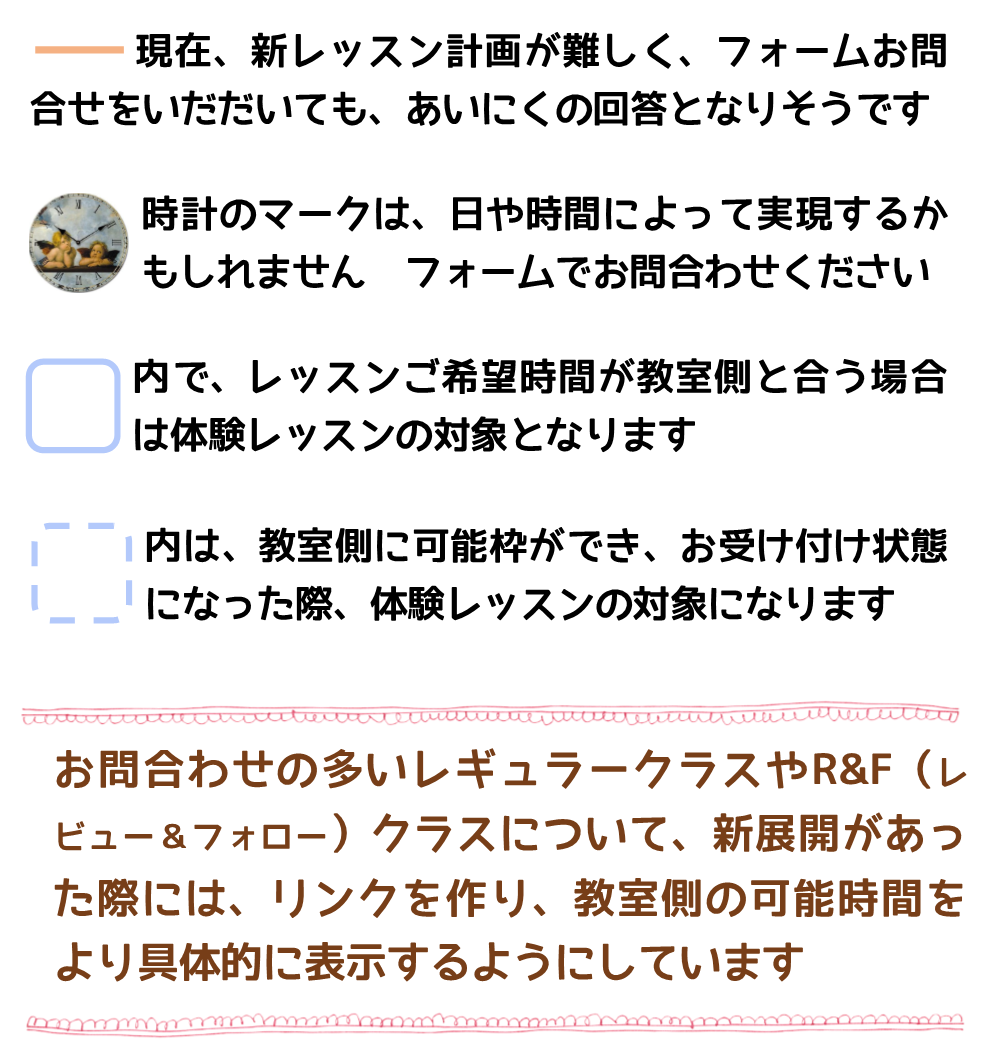 現在、新レッスン計画が難しく、フォームお問
合せをいだだいても、あいにくの回答となりそうです
時計のマークは、日や時間によって実現するか
もしれません　フォームでお問合わせください
内で、レッスンご希望時間が教室側と合う場合
は体験レッスンの対象となります
内は、教室側に可能枠ができ、お受け付け状態
になった際、体験レッスンの対象になります
お問合わせの多いレギュラークラスやR&F（レ
ビュー＆フォロー）クラスについて、新展開があっ
た際には、リンクを作り、教室側の可能時間を
より具体的に表示するようにしています